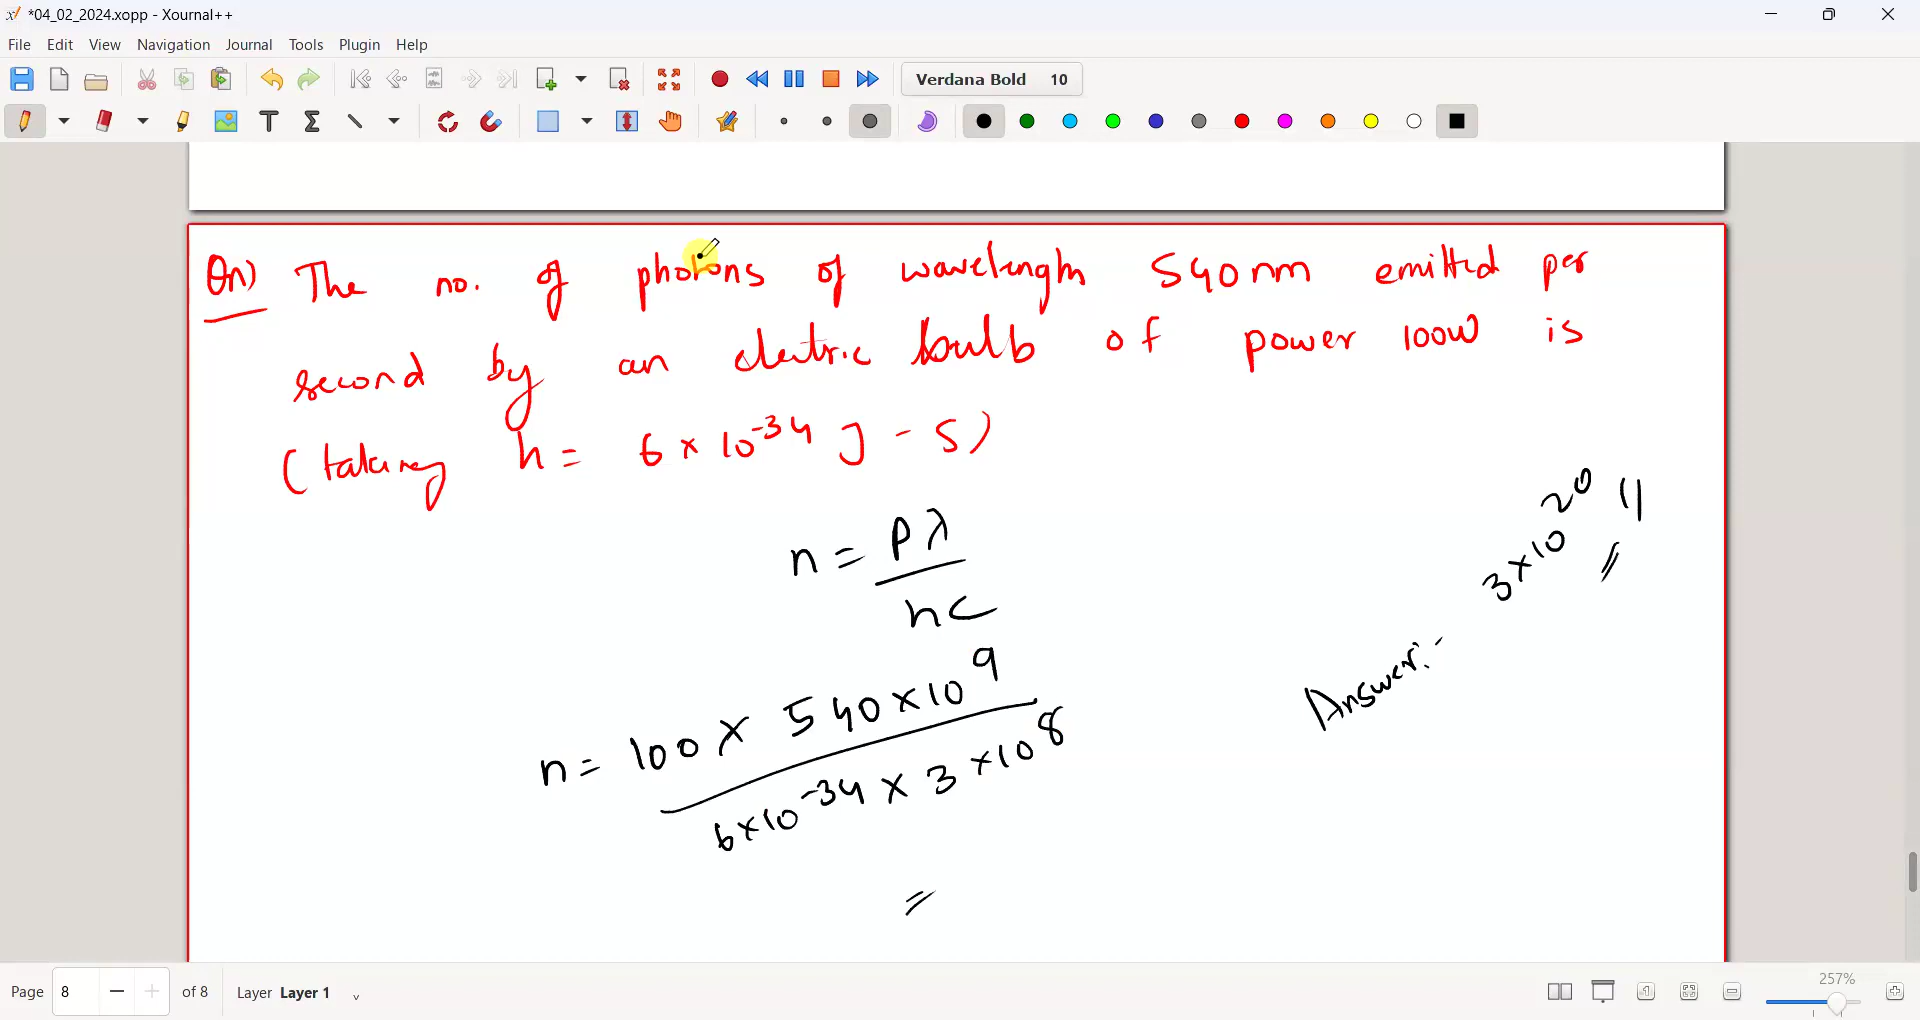 *04_02_2024.xopp - Xournal++
File Edit View Navigation Journal Tools Plugin Help
Verdana Bold 10
Qn) The no. of photons of wavelength 540nm emitted per
second by an electric bulb of power 100W is
(taking h = 6 × 10⁻³⁴ J - S)
n = Pλ
hc
n = 100 × 540 × 10⁹
6×10⁻³⁴ × 3 ×10⁸
=
Answer:- 3×10²⁰ //
Page 8 of 8 Layer Layer 1
257%